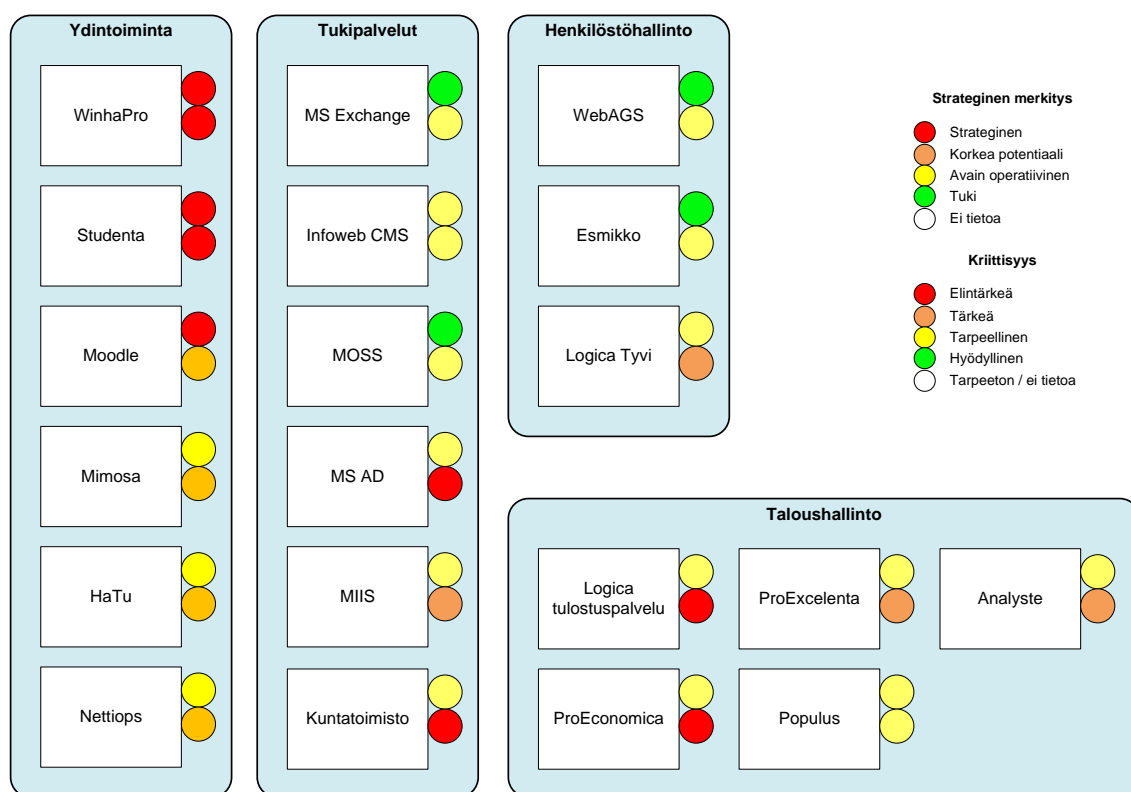 Ydintoiminta
WinhaPro
Studenta
Moodle
Mimosa
HaTu
Nettiops
Tukipalvelut
MS Exchange
Infoweb CMS
MOSS
MS AD
MIIS
Kuntatoimisto
Henkilöstöhallinto
WebAGS
Esmikko
Logica Tyvi
Strateginen merkitys
Strateginen
Korkea potentiaali
Avain operatiivinen
Tuki
Ei tietoa
Kriittisyys
Elintärkeä
Tärkeä
Tarpeellinen
Hyödyllinen
Tarpeeton / ei tietoa
Taloushallinto
Logica
tulostuspalvelu
ProExcelenta
Analyste
ProEconomica
Populus